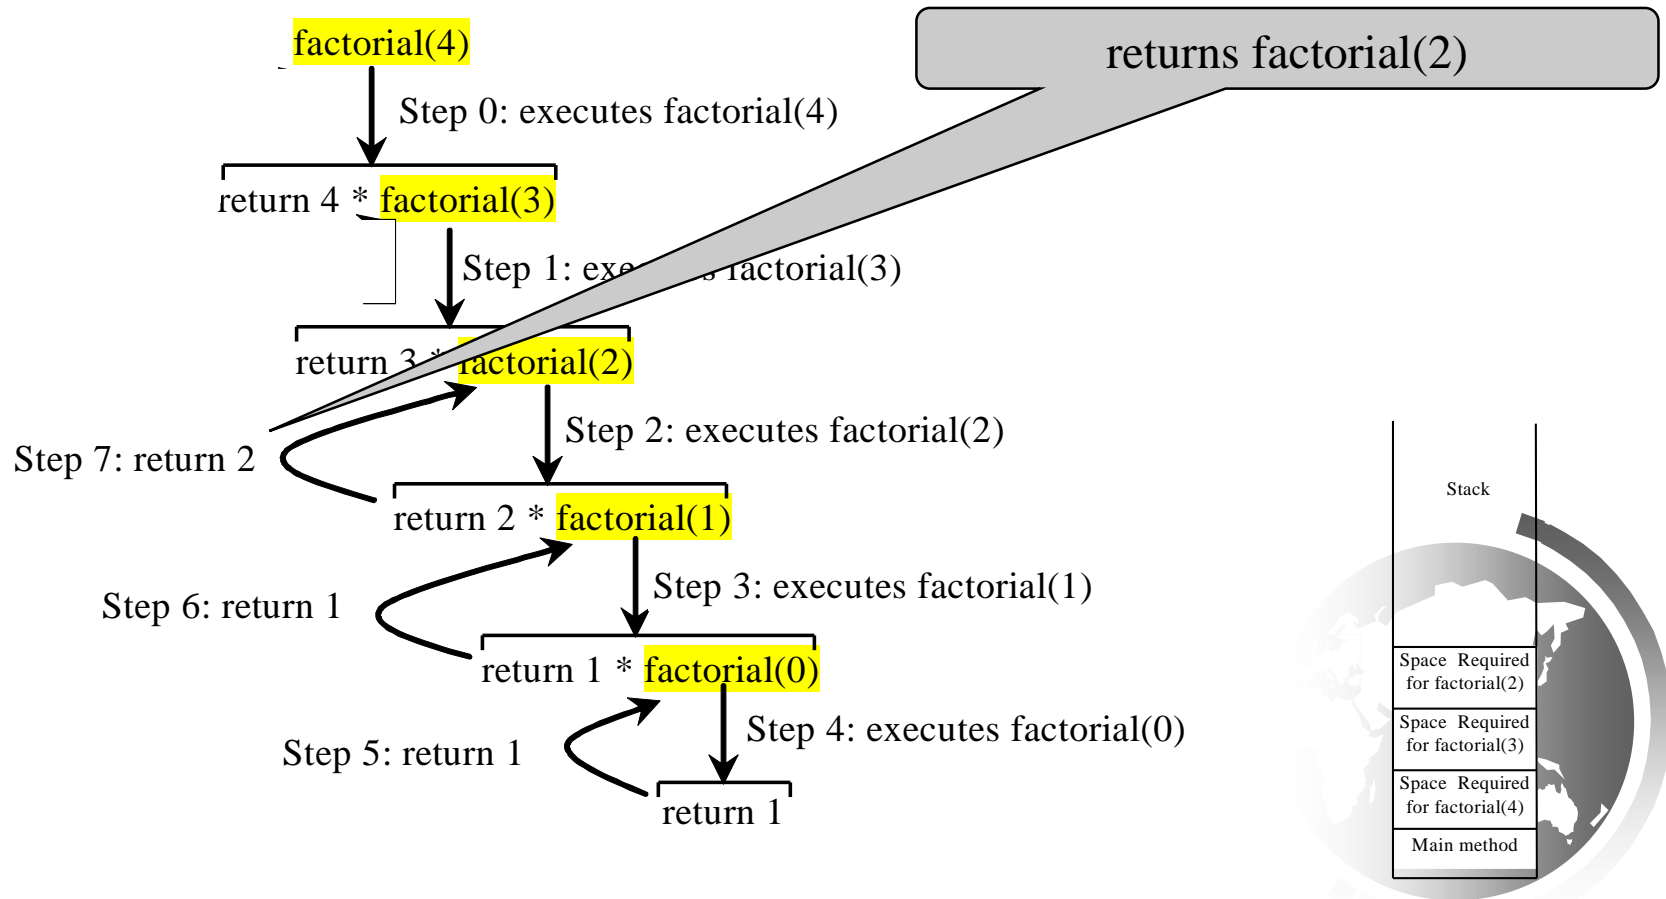 factorial(4)
returns factorial(2)
Step 0: executes factorial(4)
return 4 * factorial(3)
Step 1: exe s factorial(3)
return 3 * factorial(2)
Step 2: executes factorial(2)
Step 7: return 2
return 2 * factorial(1)
Step 3: executes factorial(1)
Step 6: return 1
return 1 * factorial(0)
Step 4: executes factorial(0)
Step 5: return 1
return 1
Stack
Space Required
for factorial(2)
Space Required
for factorial(3)
Space Required
for factorial(4)
Main method